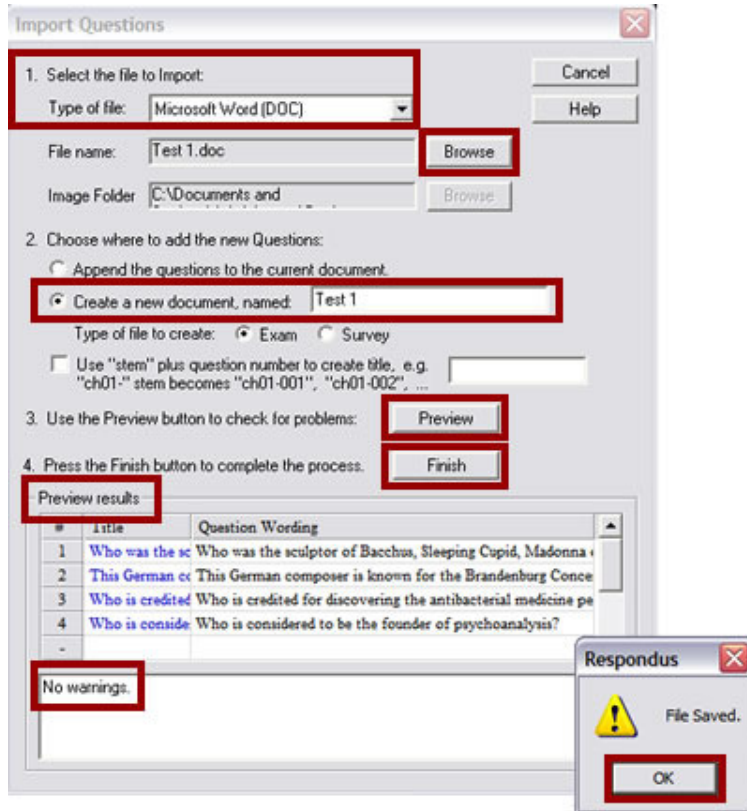 Import Questions
1. Select the file to Import:
Cancel
Type of file: Microsoft Word (DOC)
Help
File name: Test 1.doc Browse
Image Folder C:\Documents and
Browse
2. Choose where to add the new Questions:
Append the questions to the current document.
Create a new document, named: Test 1
Type of file to create: Exam Survey
Use "stem" plus question number to create title, e.g.
"ch01-" stem becomes "ch01-001", "ch01-002", ...
3. Use the Preview button to check for problems: Preview
4. Press the Finish button to complete the process. Finish
Preview results
# Title Question Wording
1 Who was the sc Who was the sculptor of Bacchus, Sleeping Cupid, Madonna
2 This German co This German composer is known for the Brandenburg Conce
3 Who is credited Who is credited for discovering the antibacterial medicine pe
4 Who is conside Who is considered to be the founder of psychoanalysis?
-
No warnings.
Respondus
File Saved.
OK